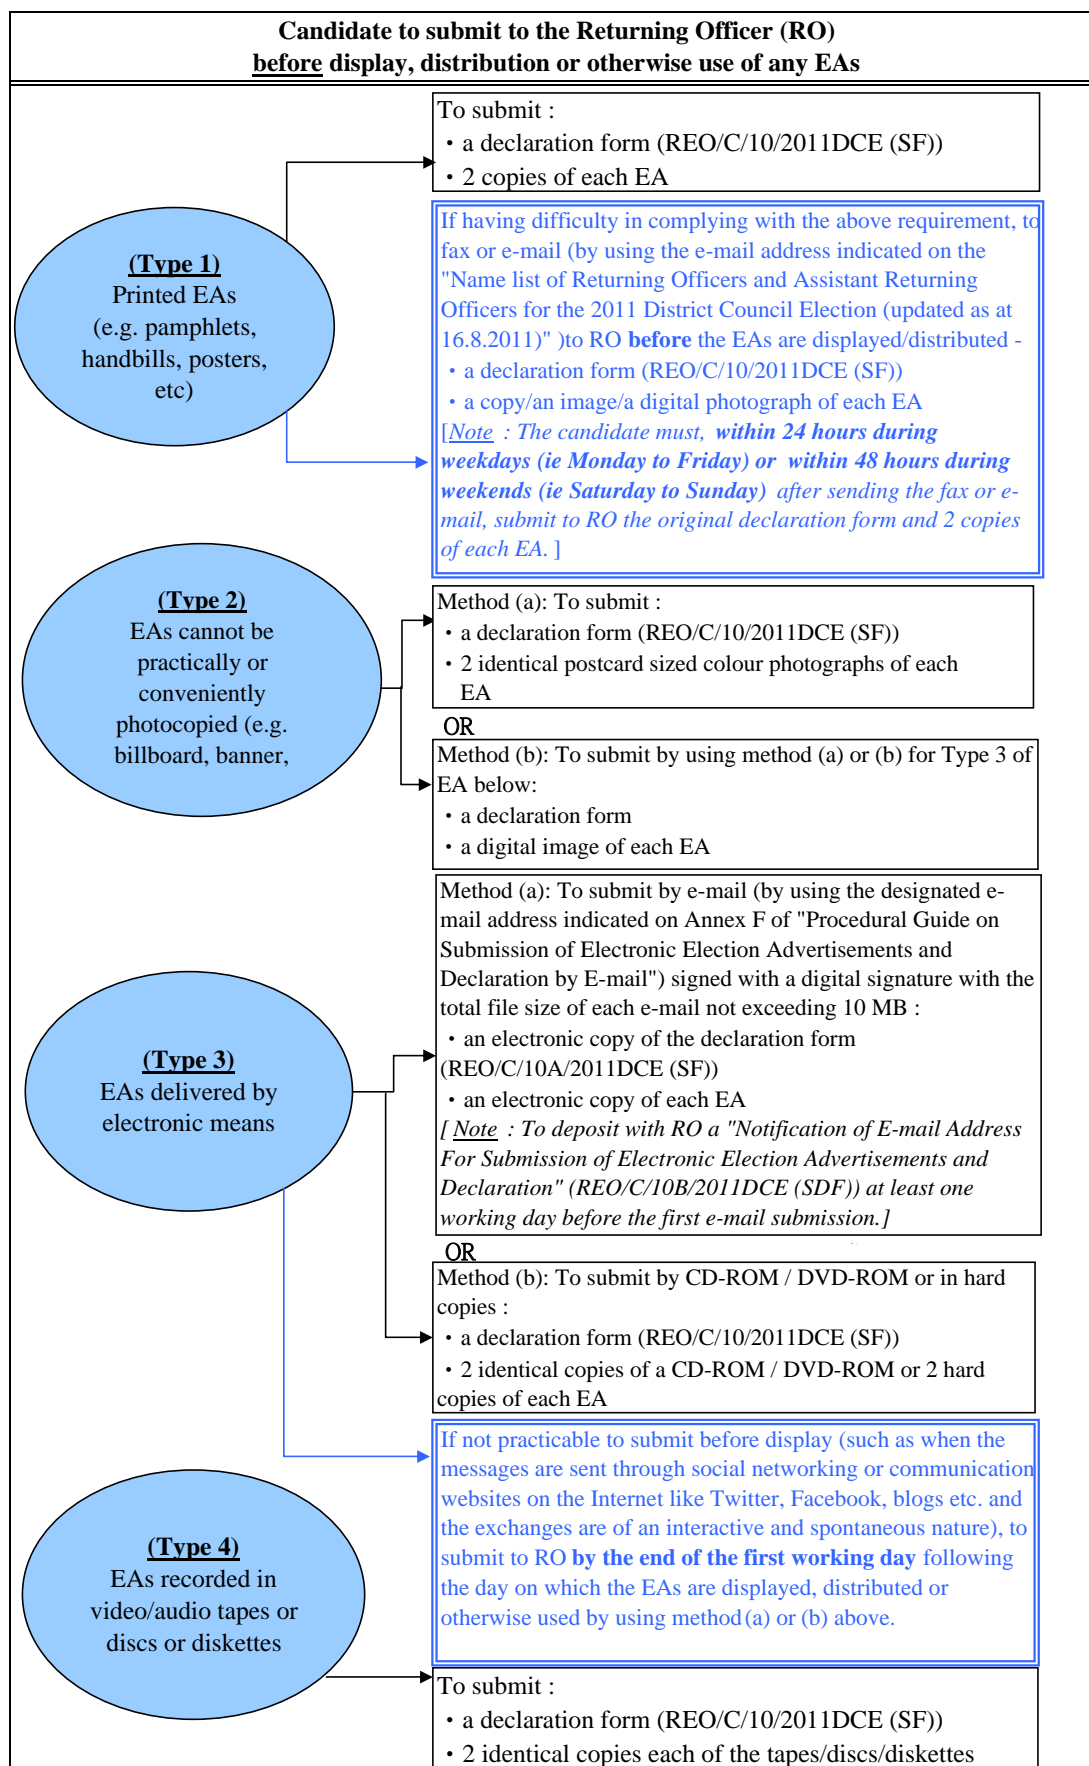 Candidate to submit to the Returning Officer (RO)
before display, distribution or otherwise use of any EAs
(Type 1)
Printed EAs
(e.g. pamphlets,
handbills, posters,
etc)
To submit :
・a declaration form (REO/C/10/2011DCE (SF))
・2 copies of each EA
If having difficulty in complying with the above requirement, to
fax or e-mail (by using the e-mail address indicated on the
"Name list of Returning Officers and Assistant Returning
Officers for the 2011 District Council Election (updated as at
16.8.2011)" )to RO before the EAs are displayed/distributed -
・a declaration form (REO/C/10/2011DCE (SF))
・a copy/an image/a digital photograph of each EA
[Note : The candidate must, within 24 hours during
weekdays (ie Monday to Friday) or within 48 hours during
weekends (ie Saturday to Sunday) after sending the fax or e-
mail, submit to RO the original declaration form and 2 copies
of each EA. ]
(Type 2)
EAs cannot be
practically or
conveniently
photocopied (e.g.
billboard, banner,
Method (a): To submit :
・a declaration form (REO/C/10/2011DCE (SF))
・2 identical postcard sized colour photographs of each
EA
OR
Method (b): To submit by using method (a) or (b) for Type 3 of
EA below:
・a declaration form
・a digital image of each EA
(Type 3)
EAs delivered by
electronic means
Method (a): To submit by e-mail (by using the designated e-
mail address indicated on Annex F of "Procedural Guide on
Submission of Electronic Election Advertisements and
Declaration by E-mail") signed with a digital signature with the
total file size of each e-mail not exceeding 10 MB :
・an electronic copy of the declaration form
(REO/C/10A/2011DCE (SF))
・an electronic copy of each EA
[ Note : To deposit with RO a "Notification of E-mail Address
For Submission of Electronic Election Advertisements and
Declaration" (REO/C/10B/2011DCE (SDF)) at least one
working day before the first e-mail submission.]
OR
Method (b): To submit by CD-ROM / DVD-ROM or in hard
copies :
・a declaration form (REO/C/10/2011DCE (SF))
・2 identical copies of a CD-ROM / DVD-ROM or 2 hard
copies of each EA
If not practicable to submit before display (such as when the
messages are sent through social networking or communication
websites on the Internet like Twitter, Facebook, blogs etc. and
the exchanges are of an interactive and spontaneous nature), to
submit to RO by the end of the first working day following
the day on which the EAs are displayed, distributed or
otherwise used by using method (a) or (b) above.
(Type 4)
EAs recorded in
video/audio tapes or
discs or diskettes
To submit :
・a declaration form (REO/C/10/2011DCE (SF))
・2 identical copies each of the tapes/discs/diskettes